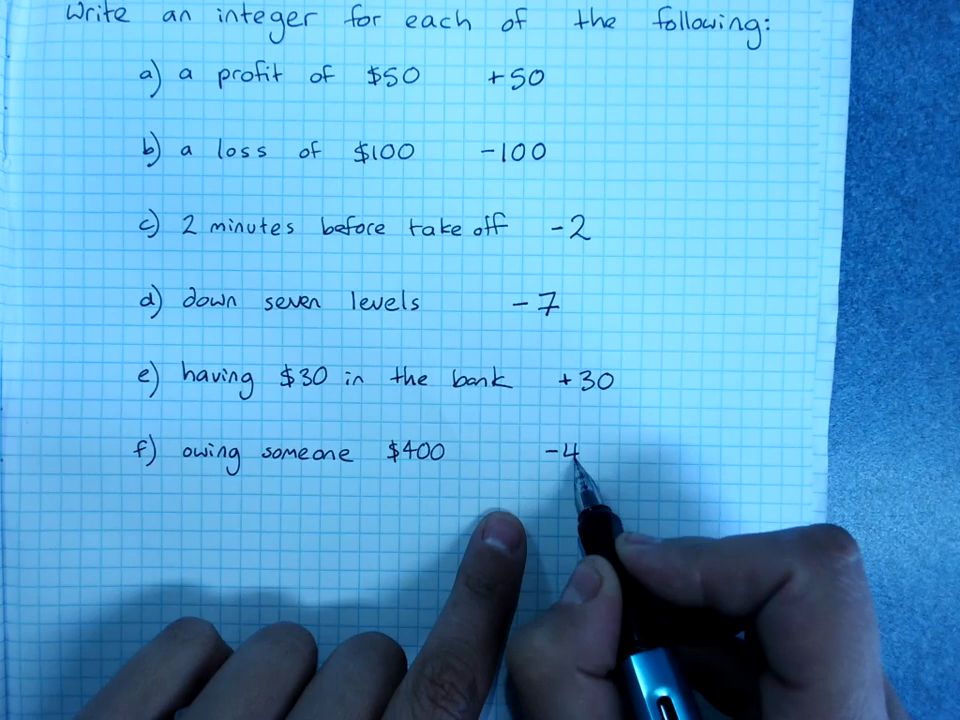 Write an integer for each of the following:
a) a profit of $50 +50
b) a loss of $100 -100
c) 2 minutes before take off -2
d) down seven levels -7
e) having $30 in the bank +30
f) owing someone $400 -4